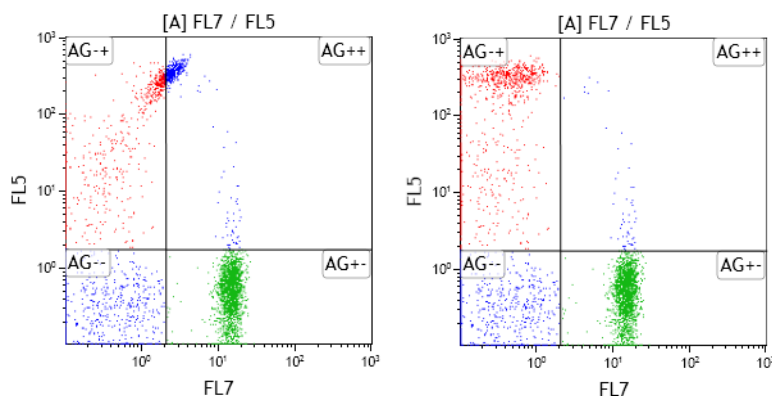 [A] FL7 / FL5
AG-+
AG++
AG--
AG+-
10³
10²
10¹
10⁰
FL5
10⁰
10¹
10²
10³
FL7
[A] FL7 / FL5
AG-+
AG++
AG--
AG+-
10³
10²
10¹
10⁰
FL5
10⁰
10¹
10²
10³
FL7